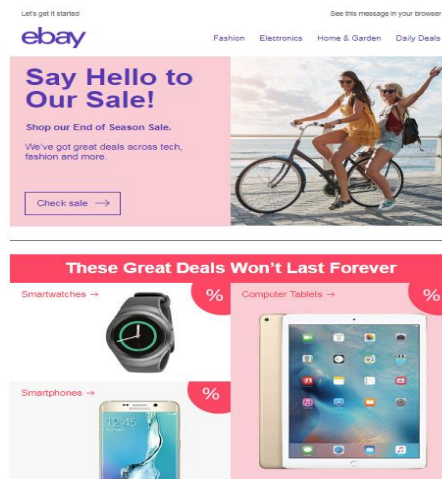 Let's get it started
See this message in your browser
ebay
Fashion Electronics Home & Garden Daily Deals
Say Hello to
Our Sale!
Shop our End of Season Sale.
We've got great deals across tech,
fashion and more.
Check sale →
These Great Deals Won't Last Forever
Smartwatches →
%
Computer Tablets →
%
Smartphones →
%
12:45